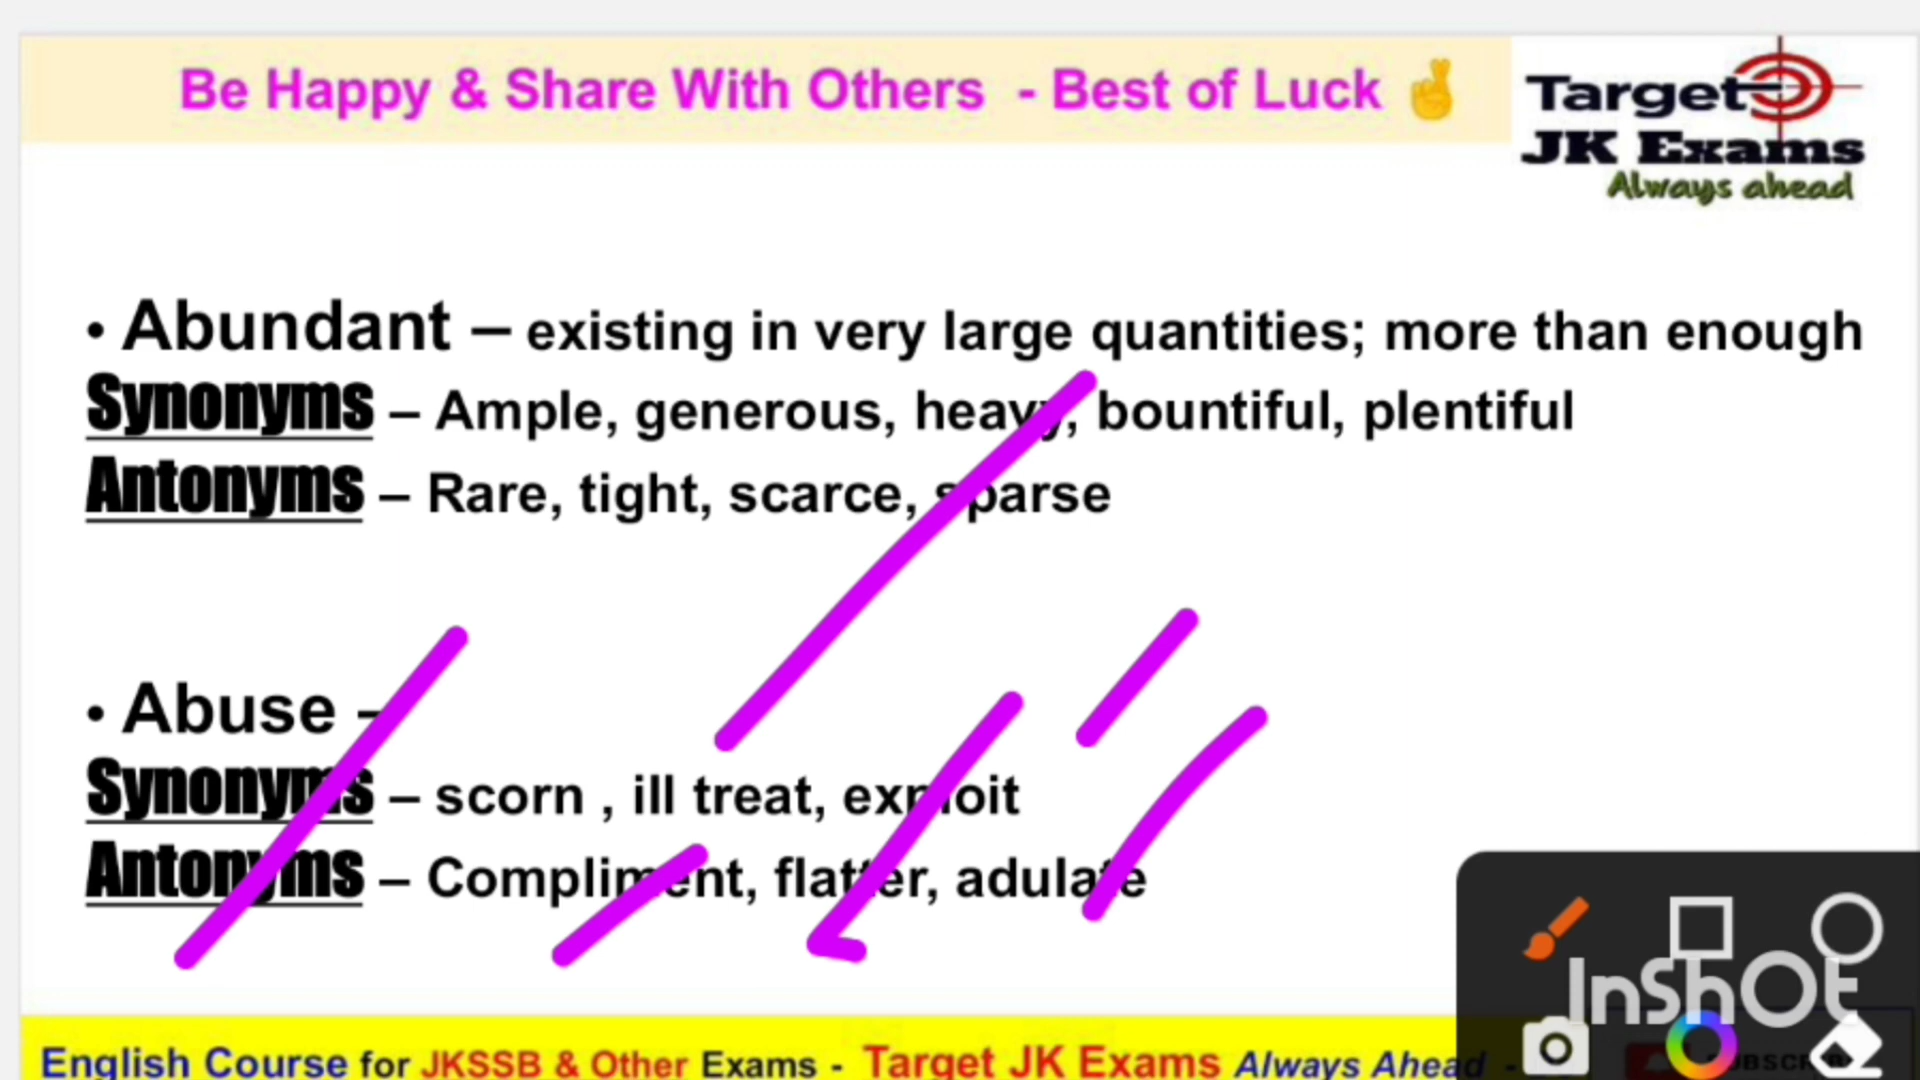 Be Happy & Share With Others - Best of Luck
Target
JK Exams
Always ahead
• Abundant – existing in very large quantities; more than enough
Synonyms – Ample, generous, heavy, bountiful, plentiful
Antonyms – Rare, tight, scarce, sparse
• Abuse –
Synonyms – scorn , ill treat, exploit
Antonyms – Compliment, flatter, adulate
InShOt
English Course for JKSSB & Other Exams - Target JK Exams Always Ahead -